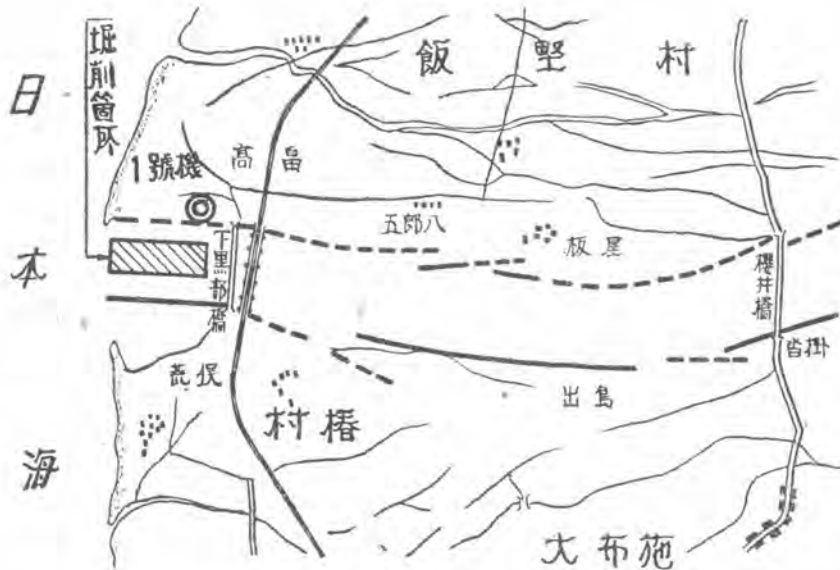 日本海
堀削箇所
飯埜村
1號機
高畠
五郎八
板屋
下黒部橋
櫻井橋
沓掛
荒俣
出島
村椿
大布施